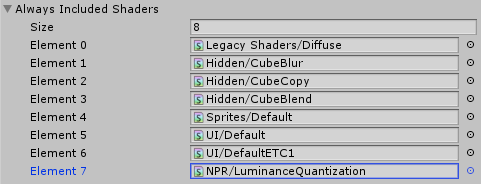 Always Included Shaders
Size 8
Element 0 Legacy Shaders/Diffuse
Element 1 Hidden/CubeBlur
Element 2 Hidden/CubeCopy
Element 3 Hidden/CubeBlend
Element 4 Sprites/Default
Element 5 UI/Default
Element 6 UI/DefaultETC1
Element 7 NPR/LuminanceQuantization